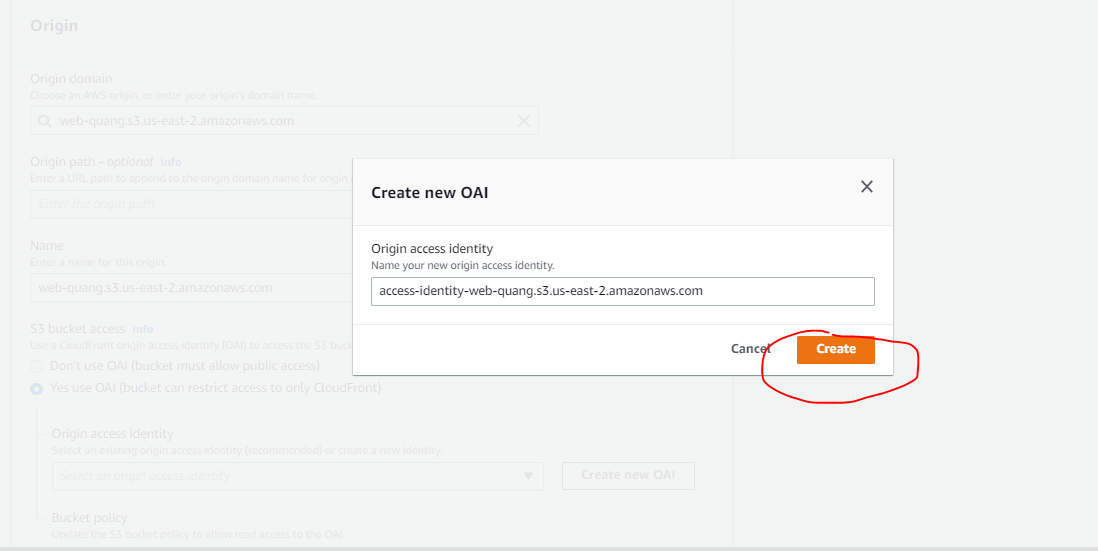 Origin
Origin domain
Choose an AWS origin, or enter your origin's domain name.
web-quang.s3.us-east-2.amazonaws.com
Origin path - optional Info
Enter a URL path to append to the origin domain name for origin
Enter the origin path
Name
Enter a name for this origin.
web-quang.s3.us-east-2.amazonaws.com
S3 bucket access Info
Use a CloudFront origin access identity (OAI) to access the S3
Don't use OAI (bucket must allow public access)
Yes use OAI (bucket can restrict access to only CloudFront)
Origin access identity
Select an existing origin access identity (recommended) or create a new identity.
Select an origin access identity
Create new OAI
Bucket policy
Update the S3 bucket policy to allow read access to the OAI
Create new OAI
Origin access identity
Name your new origin access identity.
access-identity-web-quang.s3.us-east-2.amazonaws.com
Cancel
Create